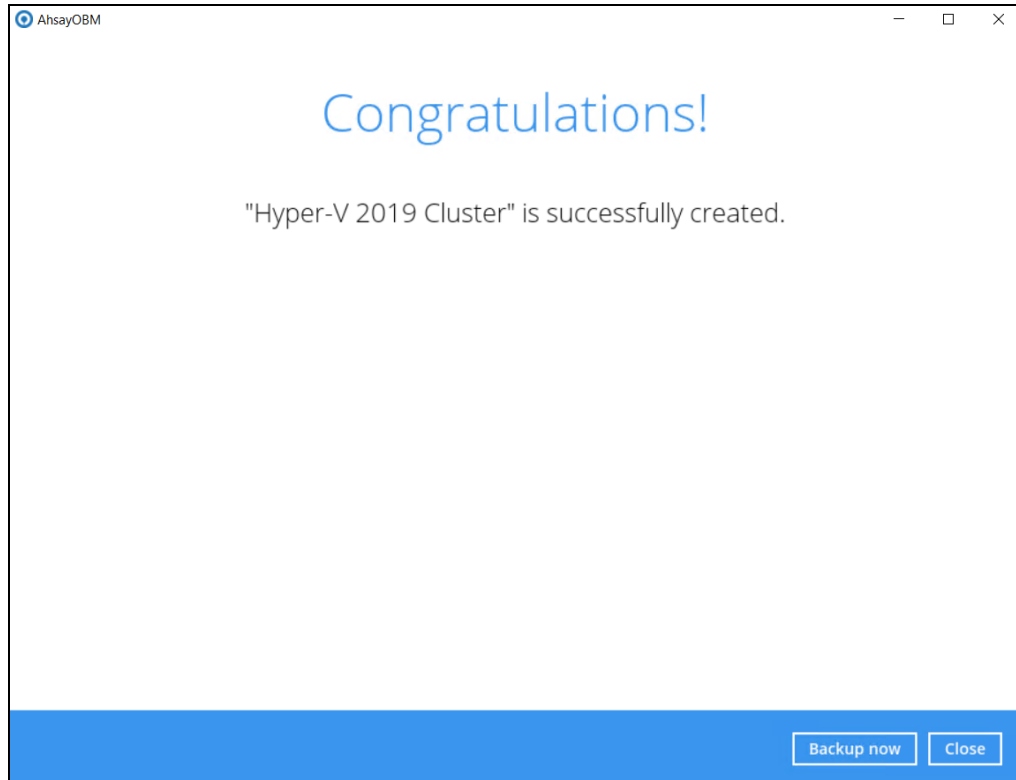 AhsayOBM
Congratulations!
"Hyper-V 2019 Cluster" is successfully created.
Backup now
Close